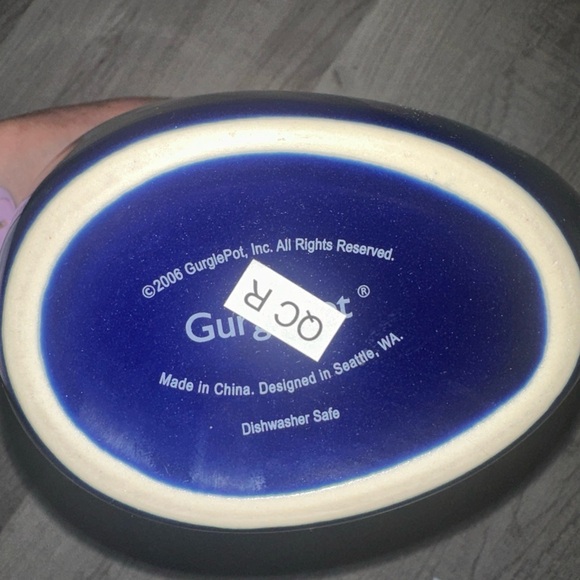 ©2006 GurglePot, Inc. All Rights Reserved.
Gurg ot ®
QC R
Made in China. Designed in Seattle, WA.
Dishwasher Safe